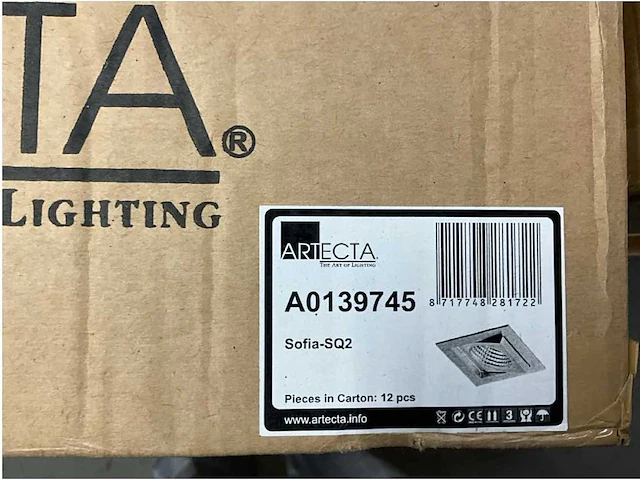 TA®
LIGHTING
ARTECTA®
THE ART OF LIGHTING
A0139745
8 717748 281722
Sofia-SQ2
Pieces in Carton: 12 pcs
www.artecta.info
CE
3